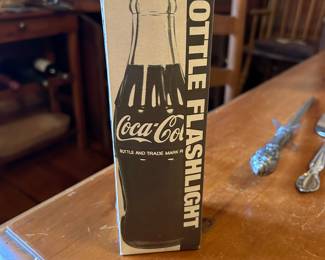 Coca-Col
BOTTLE AND TRADE MARK R
OTTLE FLASHLIGHT